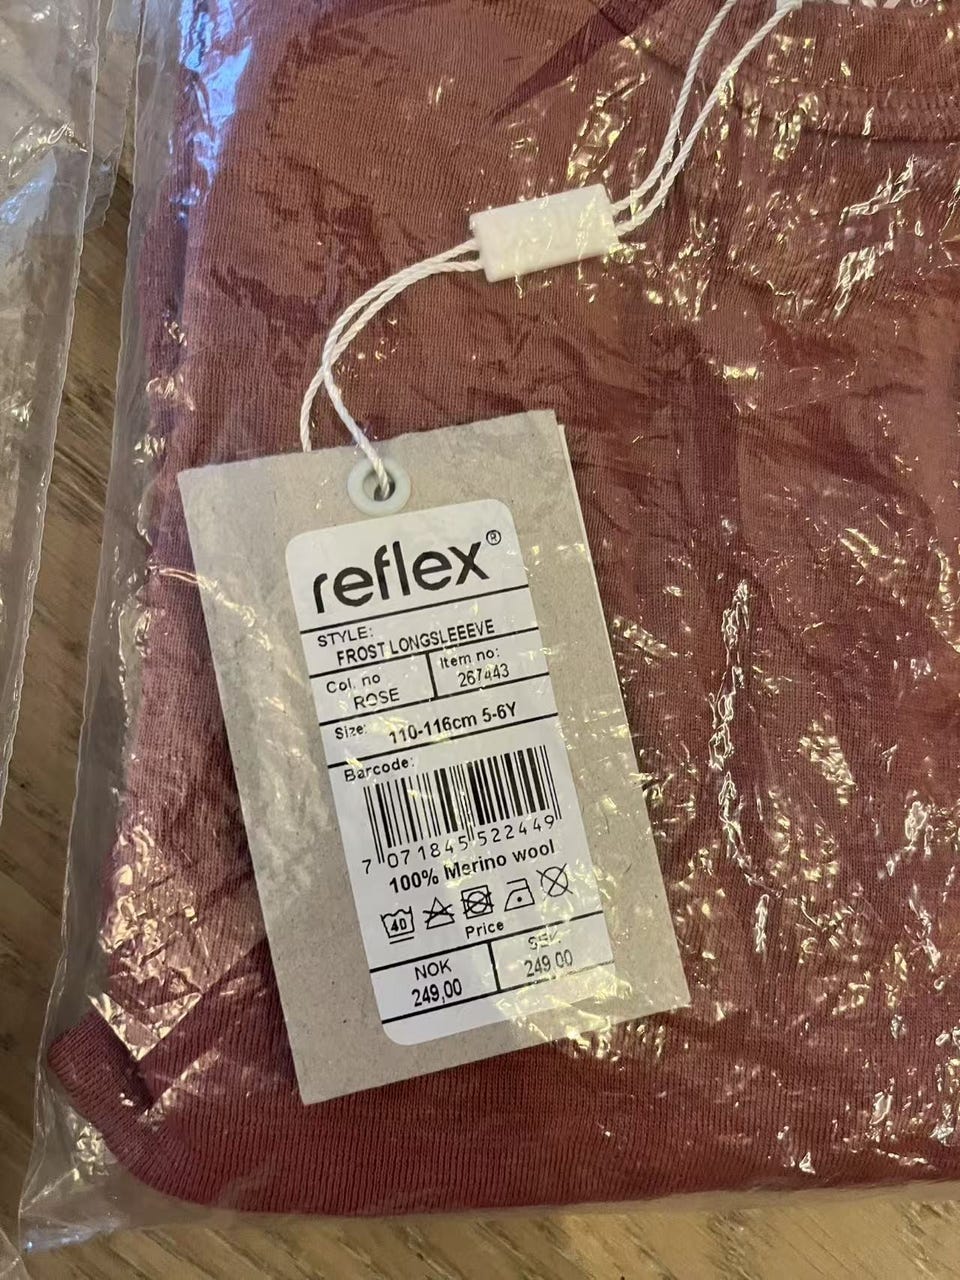 reflex®
STYLE:
FROST LONGSLEEEVE
Col. no
ROSE
Item no:
267443
Size: 110-116cm 5-6Y
Barcode:
7 071845 522449
100% Merino wool
40
Price
NOK
249,00
SEK
249,00